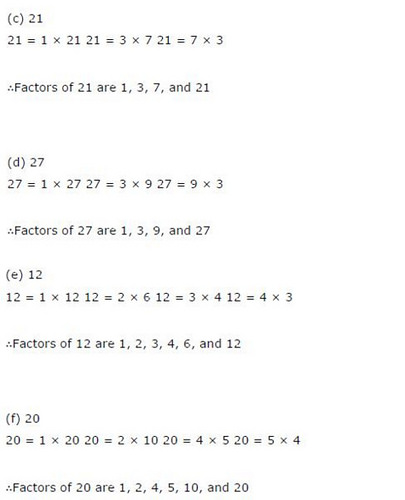 (c) 21
21 = 1 × 21 21 = 3 × 7 21 = 7 × 3
∴Factors of 21 are 1, 3, 7, and 21
(d) 27
27 = 1 × 27 27 = 3 × 9 27 = 9 × 3
∴Factors of 27 are 1, 3, 9, and 27
(e) 12
12 = 1 × 12 12 = 2 × 6 12 = 3 × 4 12 = 4 × 3
∴Factors of 12 are 1, 2, 3, 4, 6, and 12
(f) 20
20 = 1 × 20 20 = 2 × 10 20 = 4 × 5 20 = 5 × 4
∴Factors of 20 are 1, 2, 4, 5, 10, and 20